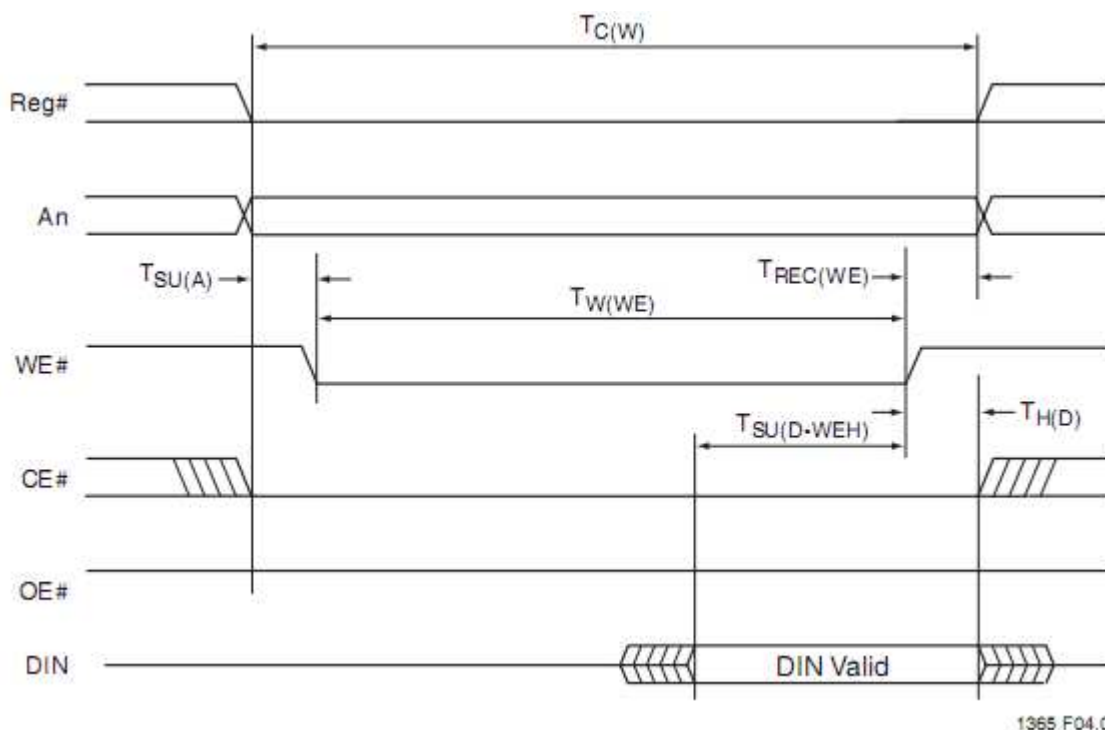 TC(W)
Reg#
An
TSU(A)
TREC(WE)
TW(WE)
WE#
TSU(D-WEH)
TH(D)
CE#
OE#
DIN
DIN Valid
1365 F04.0